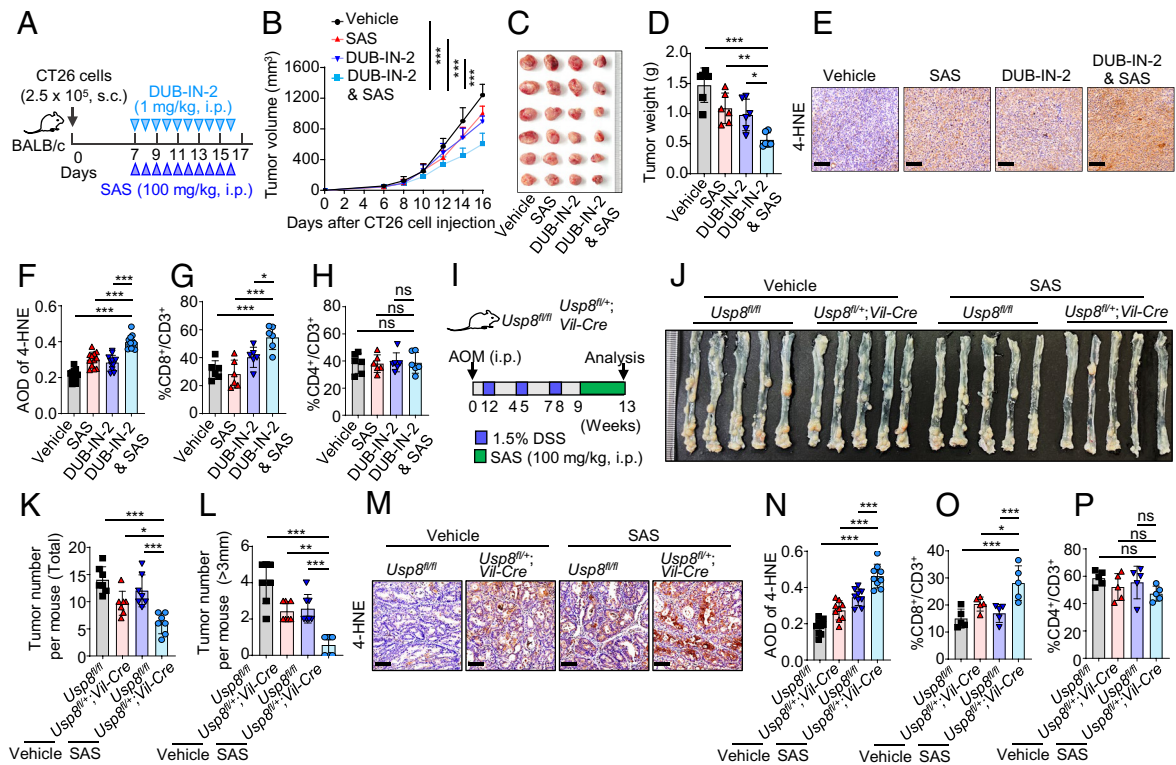 A
CT26 cells
(2.5 x 10⁵, s.c.)
DUB-IN-2
(1 mg/kg, i.p.)
BALB/c
0
7 9 11 13 15 17
Days
SAS (100 mg/kg, i.p.)
B
Vehicle
SAS
DUB-IN-2
DUB-IN-2
& SAS
***
***
***
Tumor volume (mm³)
1600
1200
800
400
0
0 2 4 6 8 10 12 14 16
Days after CT26 cell injection
C
Vehicle
SAS
DUB-IN-2
DUB-IN-2
& SAS
D
***
**
*
Tumor weight (g)
2.0
1.5
1.0
0.5
0.0
Vehicle
SAS
DUB-IN-2
DUB-IN-2
& SAS
E
Vehicle
SAS
DUB-IN-2
DUB-IN-2
& SAS
4-HNE
F
***
***
***
AOD of 4-HNE
0.6
0.4
0.2
0.0
Vehicle
SAS
DUB-IN-2
DUB-IN-2
& SAS
G
*
***
***
%CD8⁺/CD3⁺
80
60
40
20
0
Vehicle
SAS
DUB-IN-2
DUB-IN-2
& SAS
H
ns
ns
ns
%CD4⁺/CD3⁺
80
60
40
20
0
Vehicle
SAS
DUB-IN-2
DUB-IN-2
& SAS
I
Usp8fl/fl
Usp8fl/+;
Vil-Cre
AOM (i.p.)
Analysis
0 1 2 4 5 7 8 9 13
(Weeks)
1.5% DSS
SAS (100 mg/kg, i.p.)
J
Vehicle
SAS
Usp8fl/fl
Usp8fl/+;Vil-Cre
Usp8fl/fl
Usp8fl/+;Vil-Cre
K
***
*
***
Tumor number
per mouse (Total)
20
15
10
5
0
Usp8fl/fl
Usp8fl/+;Vil-Cre
Usp8fl/fl
Usp8fl/+;Vil-Cre
Vehicle SAS
L
***
**
***
Tumor number
per mouse (>3mm)
8
6
4
2
0
Usp8fl/fl
Usp8fl/+;Vil-Cre
Usp8fl/fl
Usp8fl/+;Vil-Cre
Vehicle SAS
M
Vehicle
SAS
Usp8fl/fl
Usp8fl/+;
Vil-Cre
Usp8fl/fl
Usp8fl/+;
Vil-Cre
4-HNE
N
***
***
***
AOD of 4-HNE
0.6
0.4
0.2
0.0
Usp8fl/fl
Usp8fl/+;Vil-Cre
Usp8fl/fl
Usp8fl/+;Vil-Cre
Vehicle SAS
O
***
*
***
%CD8⁺/CD3⁺
40
30
20
10
0
Usp8fl/fl
Usp8fl/+;Vil-Cre
Usp8fl/fl
Usp8fl/+;Vil-Cre
Vehicle SAS
P
ns
ns
ns
%CD4⁺/CD3⁺
100
80
60
40
20
0
Usp8fl/fl
Usp8fl/+;Vil-Cre
Usp8fl/fl
Usp8fl/+;Vil-Cre
Vehicle SAS